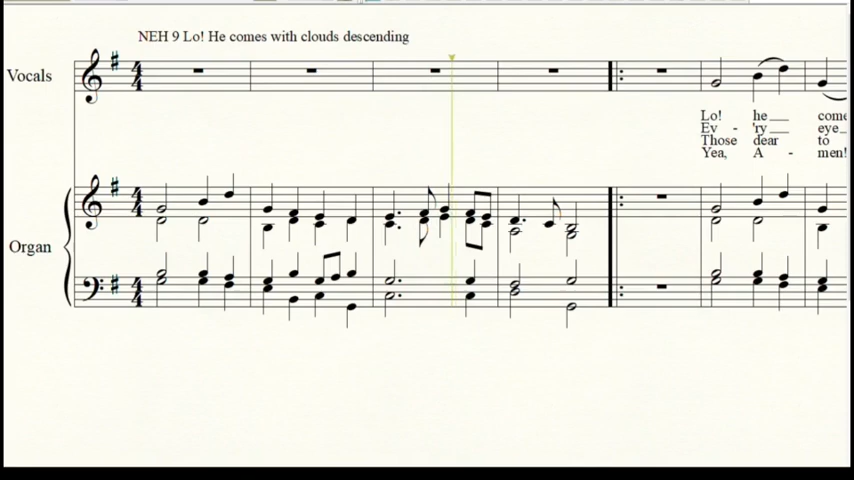 NEH 9 Lo! He comes with clouds descending
Vocals
Lo! he come
Ev - 'ry eye
Those dear to
Yea, A - men!
Organ